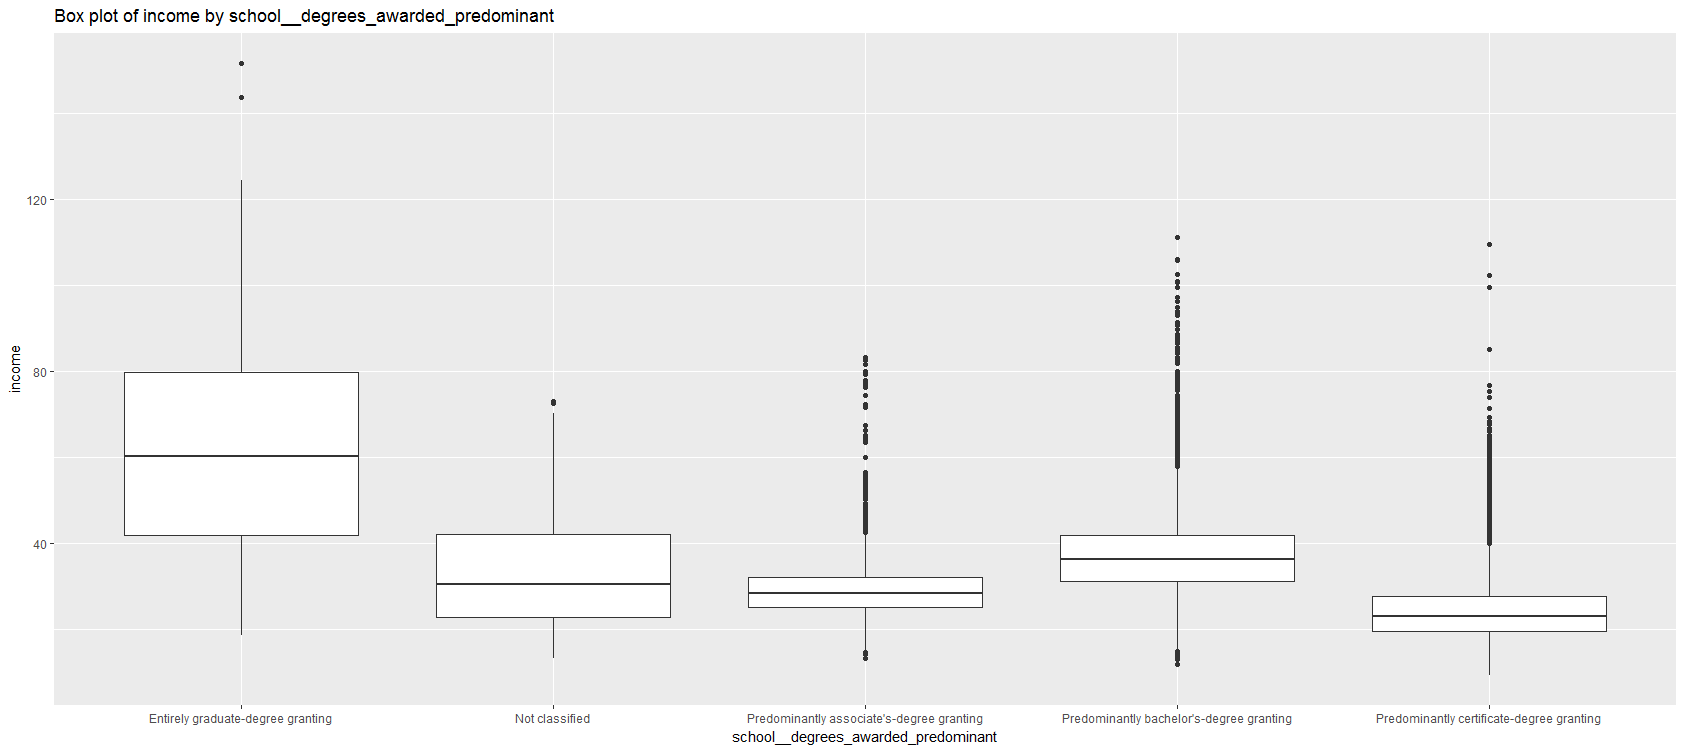 Box plot of income by school__degrees_awarded_predominant
income
120
80
40
Entirely graduate-degree granting
Not classified
Predominantly associate's-degree granting
Predominantly bachelor's-degree granting
Predominantly certificate-degree granting
school__degrees_awarded_predominant